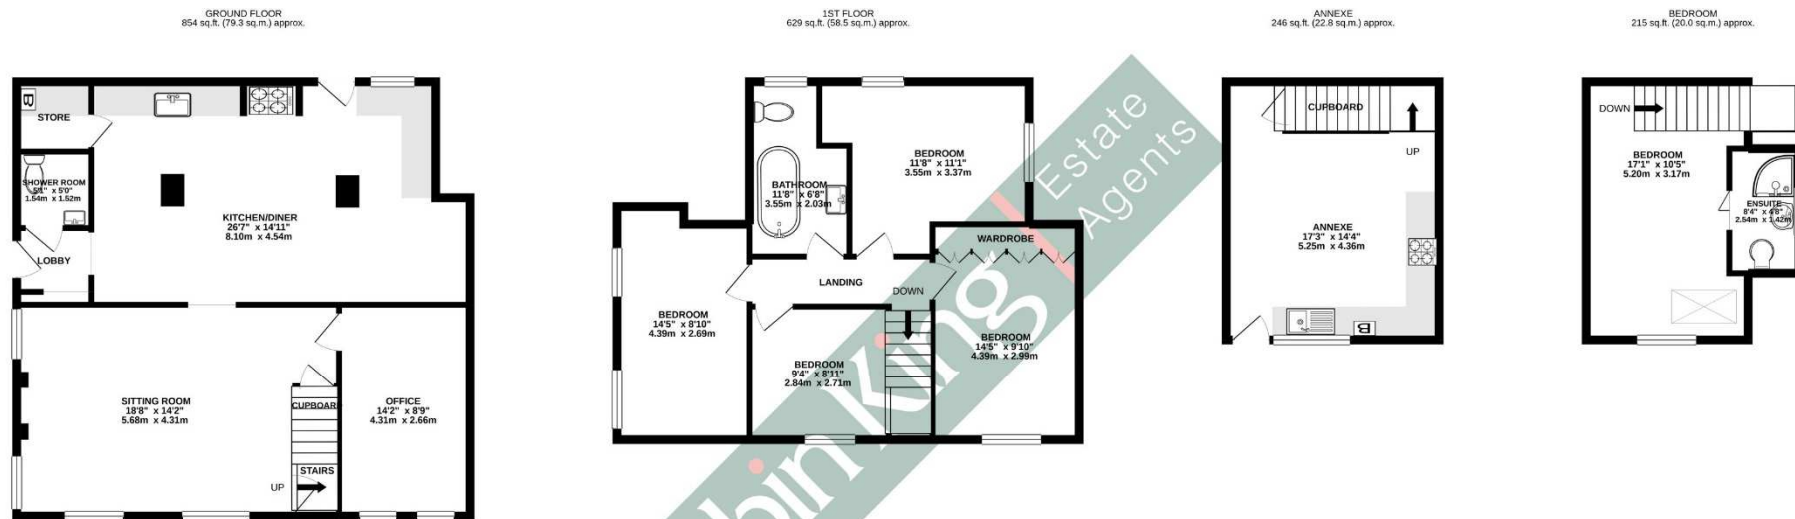 GROUND FLOOR
854 sq.ft. (79.3 sq.m.) approx.
B
STORE
SHOWER ROOM
5'1" x 5'0"
1.54m x 1.52m
LOBBY
KITCHEN/DINER
26'7" x 14'11"
8.10m x 4.54m
SITTING ROOM
18'8" x 14'2"
5.68m x 4.31m
CUPBOARD
STAIRS
UP
OFFICE
14'2" x 8'9"
4.31m x 2.66m
1ST FLOOR
629 sq.ft. (58.5 sq.m.) approx.
BATHROOM
11'8" x 6'8"
3.55m x 2.03m
BEDROOM
11'8" x 11'1"
3.55m x 3.37m
WARDROBE
LANDING
DOWN
BEDROOM
14'5" x 8'10"
4.39m x 2.69m
BEDROOM
9'4" x 8'11"
2.84m x 2.71m
BEDROOM
14'5" x 9'10"
4.39m x 2.99m
binKing
Estate
Agents
ANNEXE
246 sq.ft. (22.8 sq.m.) approx.
CUPBOARD
UP
ANNEXE
17'3" x 14'4"
5.25m x 4.36m
B
BEDROOM
215 sq.ft. (20.0 sq.m.) approx.
DOWN
BEDROOM
17'1" x 10'5"
5.20m x 3.17m
ENSUITE
8'4" x 4'8"
2.54m x 1.42m